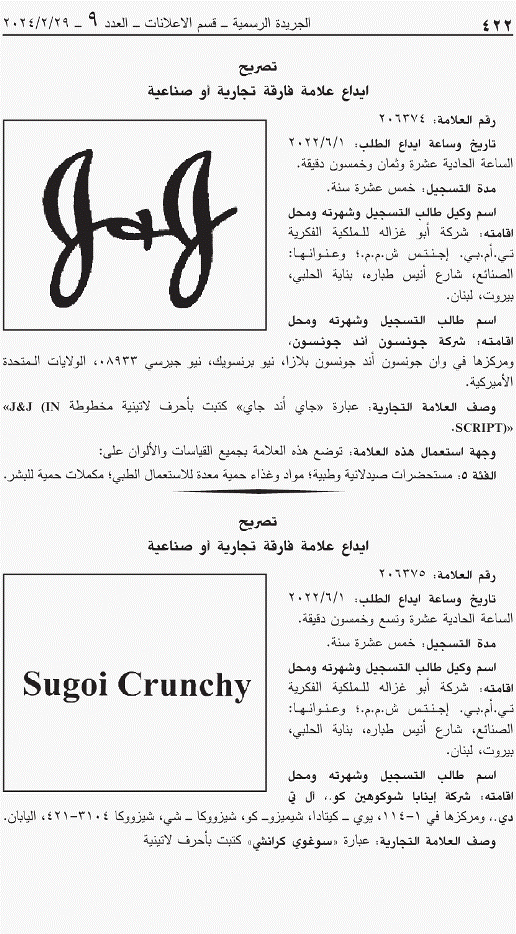 ٤٢٢
الجريدة الرسمية ـ قسم الاعلانات ـ العدد ٩ ـ ٢٠٢٤/٢/٢٩
تصريح
ايداع علامة فارقة تجارية أو صناعية
رقم العلامة: ٢٠٦٣٧٤
تاريخ وساعة ايداع الطلب: ٢٠٢٢/٦/١
الساعة الحادية عشرة وثمان وخمسون دقيقة.
مدة التسجيل: خمس عشرة سنة.
اسم وكيل طالب التسجيل وشهرته ومحل
اقامته: شركة أبو غزاله للملكية الفكرية
تي.أم.بي. إجنتس ش.م.م.؛ وعنوانها:
الصنائع، شارع أنيس طباره، بناية الحلبي،
بيروت، لبنان.
J&J
اسم طالب التسجيل وشهرته ومحل
اقامته: شركة جونسون أند جونسون،
ومركزها في وان جونسون أند جونسون بلازا، نيو برنسويك، نيو جيرسي ٠٨٩٣٣، الولايات المتحدة
الأميركية.
وصف العلامة التجارية: عبارة «جاي أند جاي» كتبت بأحرف لاتينية مخطوطة J&J (IN»
«SCRIPT).
وجهة استعمال هذه العلامة: توضع هذه العلامة بجميع القياسات والألوان على:
الفئة ٥: مستحضرات صيدلانية وطبية؛ مواد وغذاء حمية معدة للاستعمال الطبي؛ مكملات حمية للبشر.
تصريح
ايداع علامة فارقة تجارية أو صناعية
رقم العلامة: ٢٠٦٣٧٥
تاريخ وساعة ايداع الطلب: ٢٠٢٢/٦/١
الساعة الحادية عشرة وتسع وخمسون دقيقة.
مدة التسجيل: خمس عشرة سنة.
اسم وكيل طالب التسجيل وشهرته ومحل
اقامته: شركة أبو غزاله للملكية الفكرية
تي.أم.بي. إجنتس ش.م.م.؛ وعنوانها:
الصنائع، شارع أنيس طباره، بناية الحلبي،
بيروت، لبنان.
Sugoi Crunchy
اسم طالب التسجيل وشهرته ومحل
اقامته: شركة إينابا شوكوهين كو.، آل تي
دي.، ومركزها في ١-١١٤، يوي ـ كيتادا، شيميزوـ كو، شيزووكا ـ شي، شيزووكا ٣١٠٤-٤٢١، اليابان.
وصف العلامة التجارية: عبارة «سوغوي كرانشي» كتبت بأحرف لاتينية